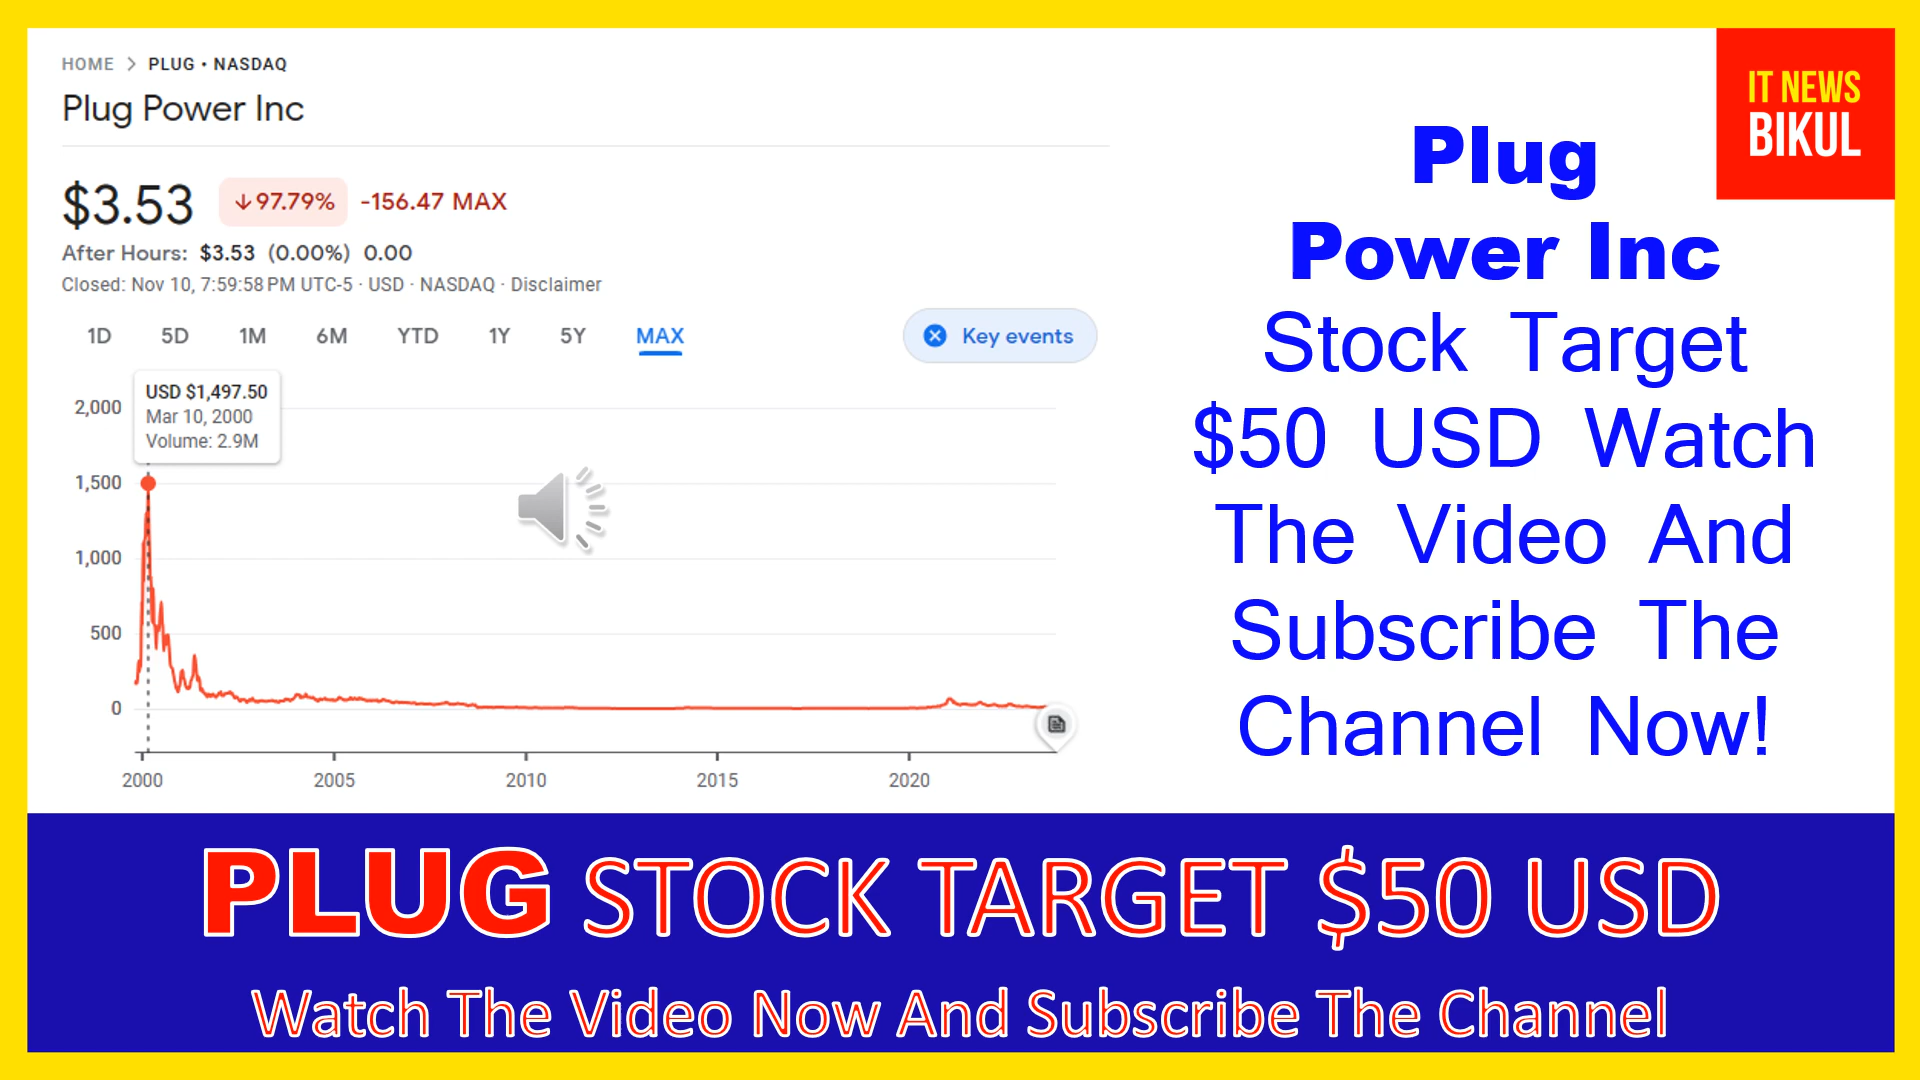 HOME > PLUG • NASDAQ
Plug Power Inc
$3.53 ↓97.79% -156.47 MAX
After Hours: $3.53 (0.00%) 0.00
Closed: Nov 10, 7:59:58 PM UTC-5 · USD · NASDAQ · Disclaimer
1D 5D 1M 6M YTD 1Y 5Y MAX
Key events
USD $1,497.50
Mar 10, 2000
Volume: 2.9M
2,000
1,500
1,000
500
0
2000 2005 2010 2015 2020
IT NEWS
BIKUL
Plug
Power Inc
Stock Target
$50 USD Watch
The Video And
Subscribe The
Channel Now!
PLUG STOCK TARGET $50 USD
Watch The Video Now And Subscribe The Channel